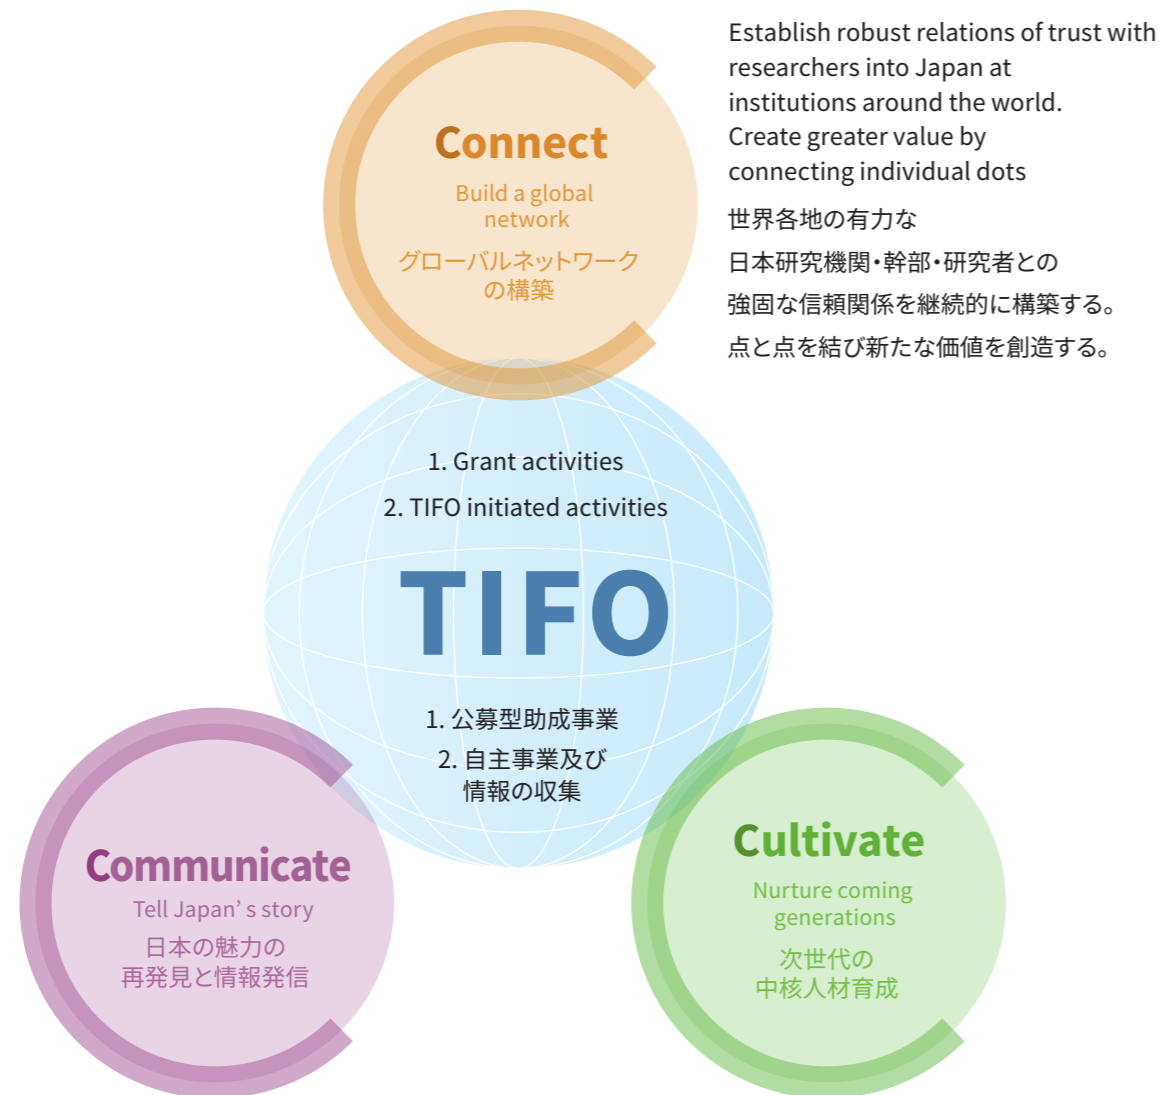 Connect
Build a global
network
グローバルネットワーク
の構築
Establish robust relations of trust with
researchers into Japan at
institutions around the world.
Create greater value by
connecting individual dots
世界各地の有力な
日本研究機関・幹部・研究者との
強固な信頼関係を継続的に構築する。
点と点を結び新たな価値を創造する。
1. Grant activities
2. TIFO initiated activities
TIFO
1. 公募型助成事業
2. 自主事業及び
情報の収集
Communicate
Tell Japan’ s story
日本の魅力の
再発見と情報発信
Cultivate
Nurture coming
generations
次世代の
中核人材育成